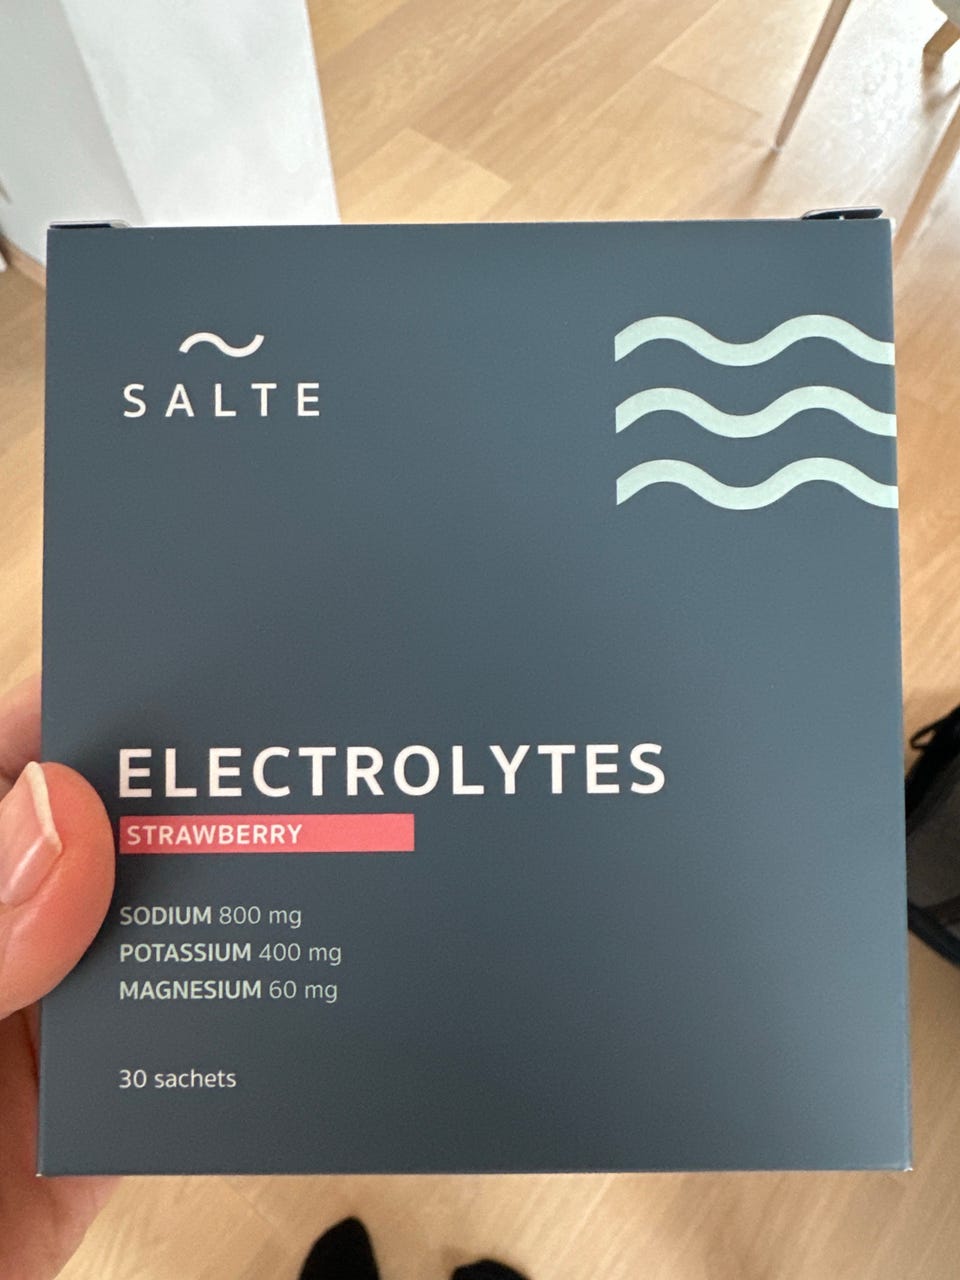 SALTE
ELECTROLYTES
STRAWBERRY
SODIUM 800 mg
POTASSIUM 400 mg
MAGNESIUM 60 mg
30 sachets